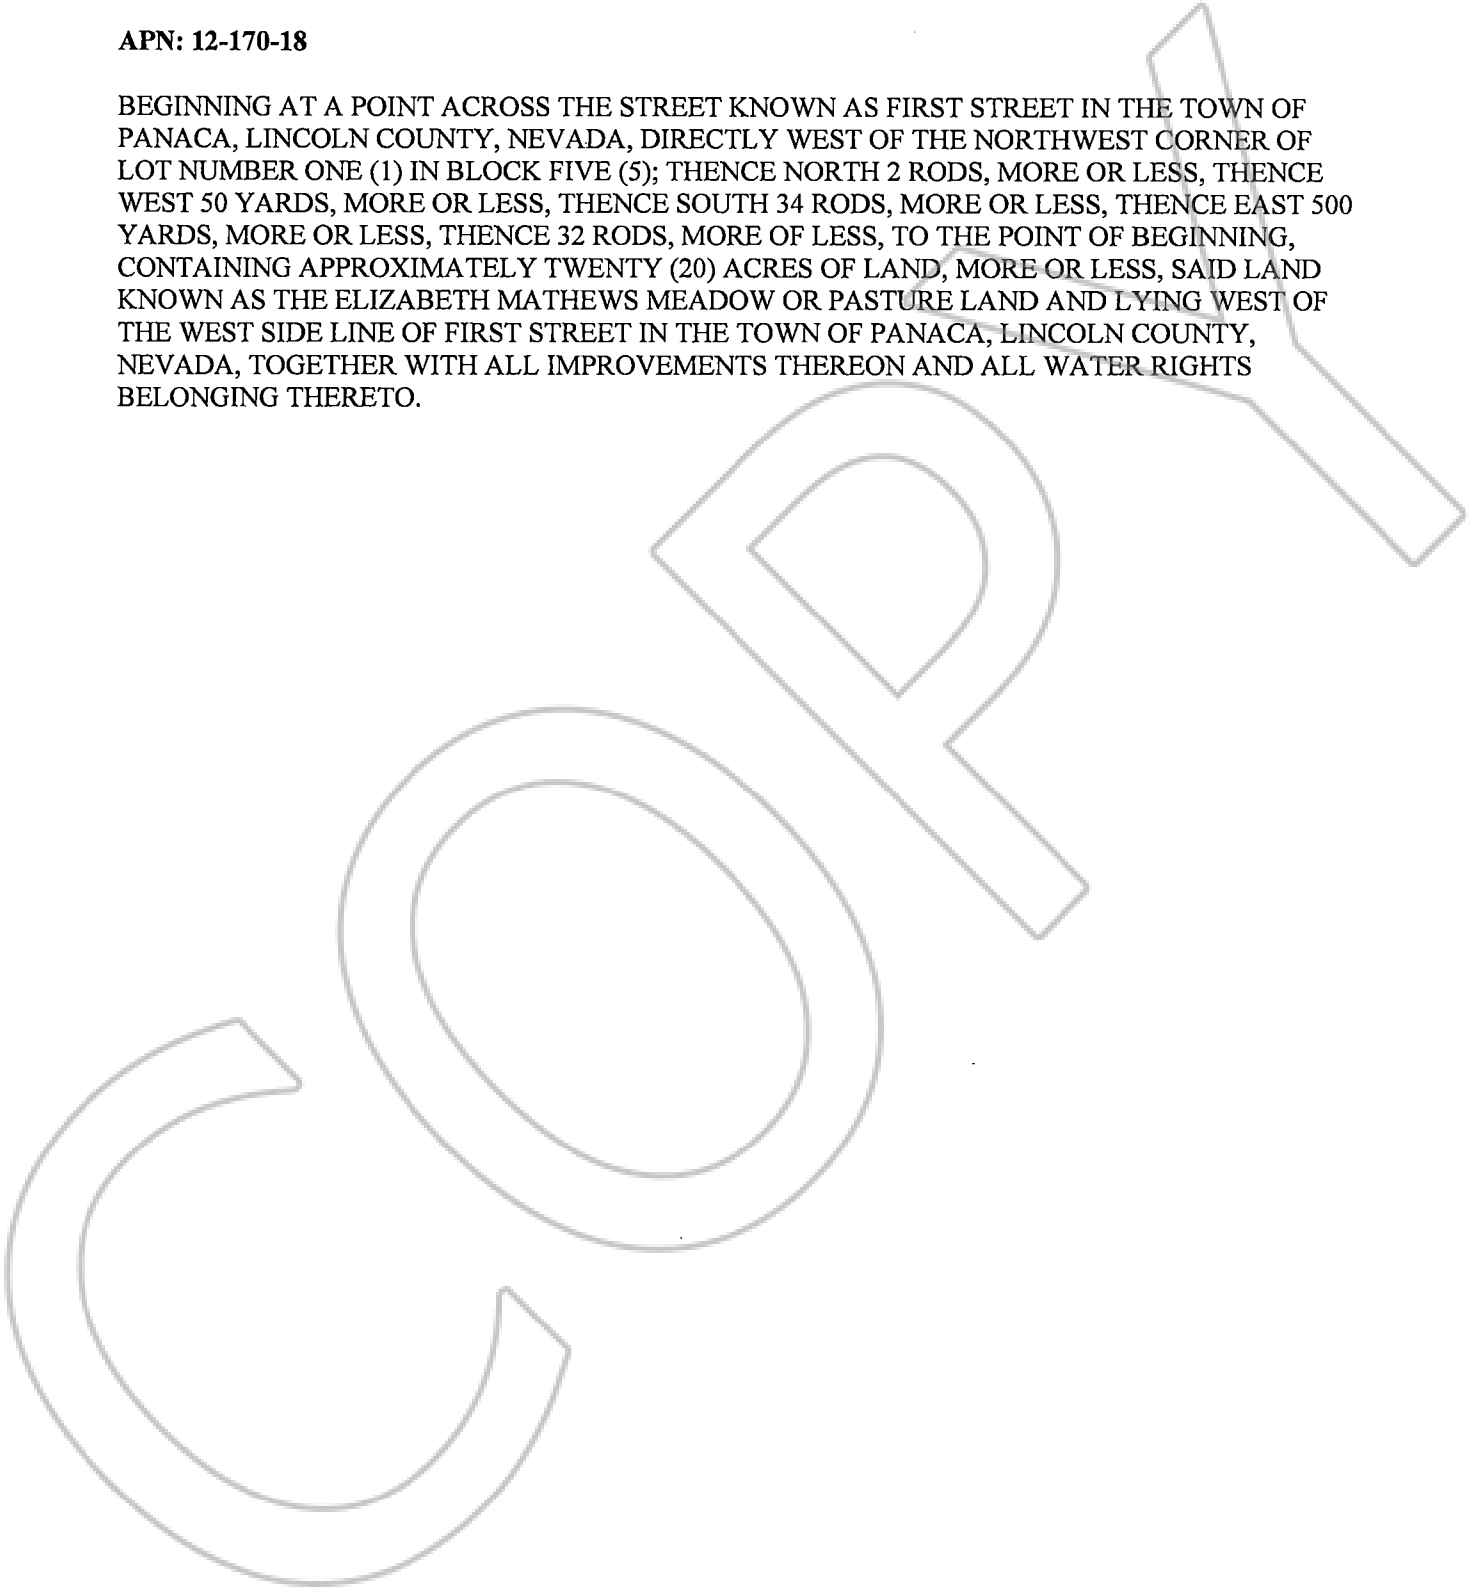 APN: 12-170-18
BEGINNING AT A POINT ACROSS THE STREET KNOWN AS FIRST STREET IN THE TOWN OF
PANACA, LINCOLN COUNTY, NEVADA, DIRECTLY WEST OF THE NORTHWEST CORNER OF
LOT NUMBER ONE (1) IN BLOCK FIVE (5); THENCE NORTH 2 RODS, MORE OR LESS, THENCE
WEST 50 YARDS, MORE OR LESS, THENCE SOUTH 34 RODS, MORE OR LESS, THENCE EAST 500
YARDS, MORE OR LESS, THENCE 32 RODS, MORE OF LESS, TO THE POINT OF BEGINNING,
CONTAINING APPROXIMATELY TWENTY (20) ACRES OF LAND, MORE OR LESS, SAID LAND
KNOWN AS THE ELIZABETH MATHEWS MEADOW OR PASTURE LAND AND LYING WEST OF
THE WEST SIDE LINE OF FIRST STREET IN THE TOWN OF PANACA, LINCOLN COUNTY,
NEVADA, TOGETHER WITH ALL IMPROVEMENTS THEREON AND ALL WATER RIGHTS
BELONGING THERETO.
COPY